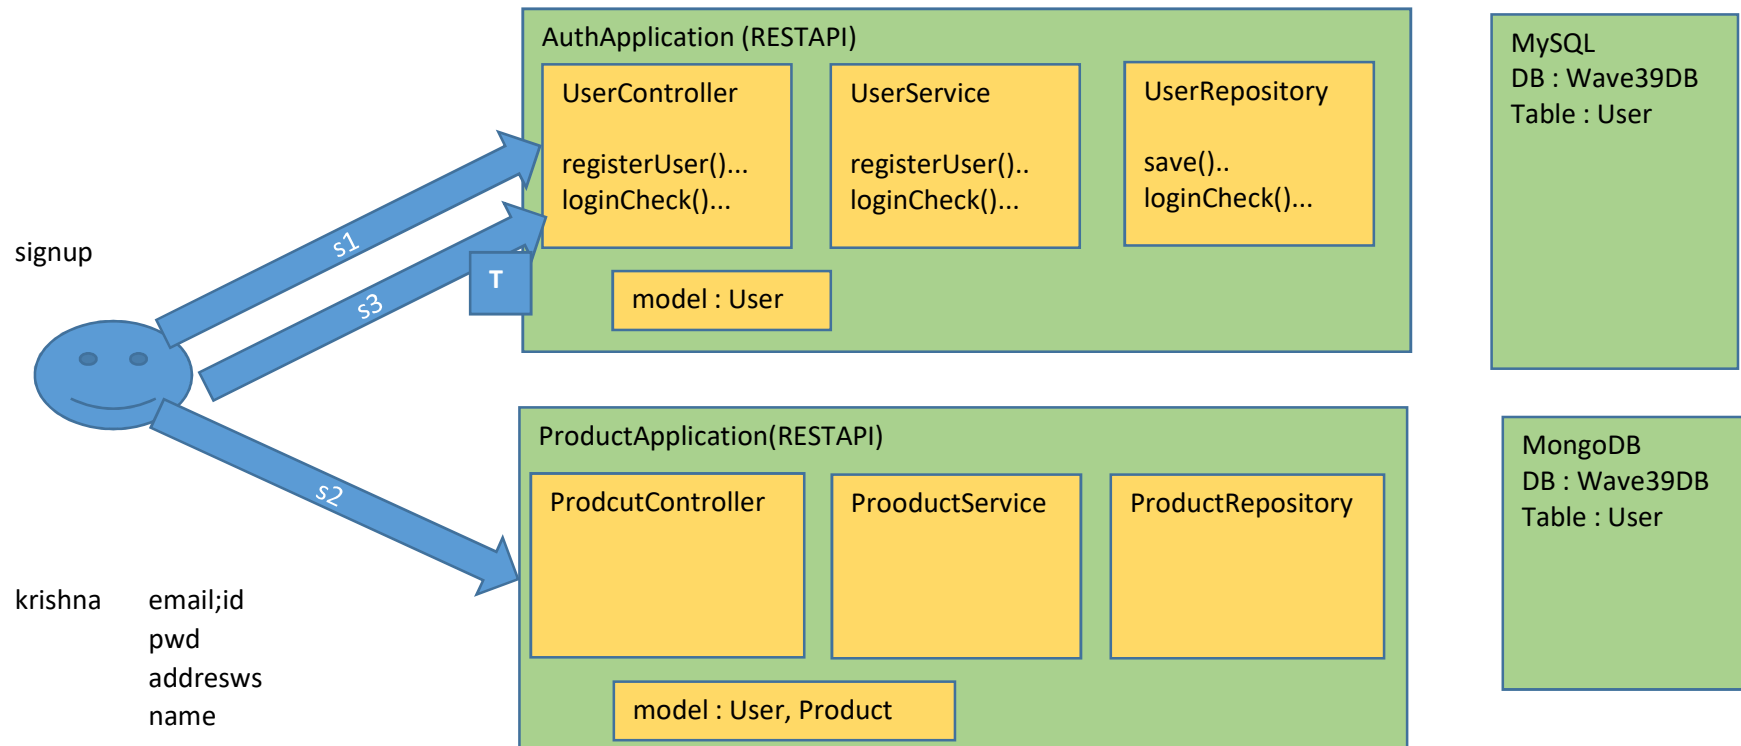 AuthApplication (RESTAPI)
UserController
registerUser()...
loginCheck()...
UserService
registerUser()..
loginCheck()...
UserRepository
save()..
loginCheck()...
model : User
MySQL
DB : Wave39DB
Table : User
signup
s1
s3
T
s2
ProductApplication(RESTAPI)
ProdcutController
ProoductService
ProductRepository
model : User, Product
MongoDB
DB : Wave39DB
Table : User
krishna email;id
pwd
addresws
name